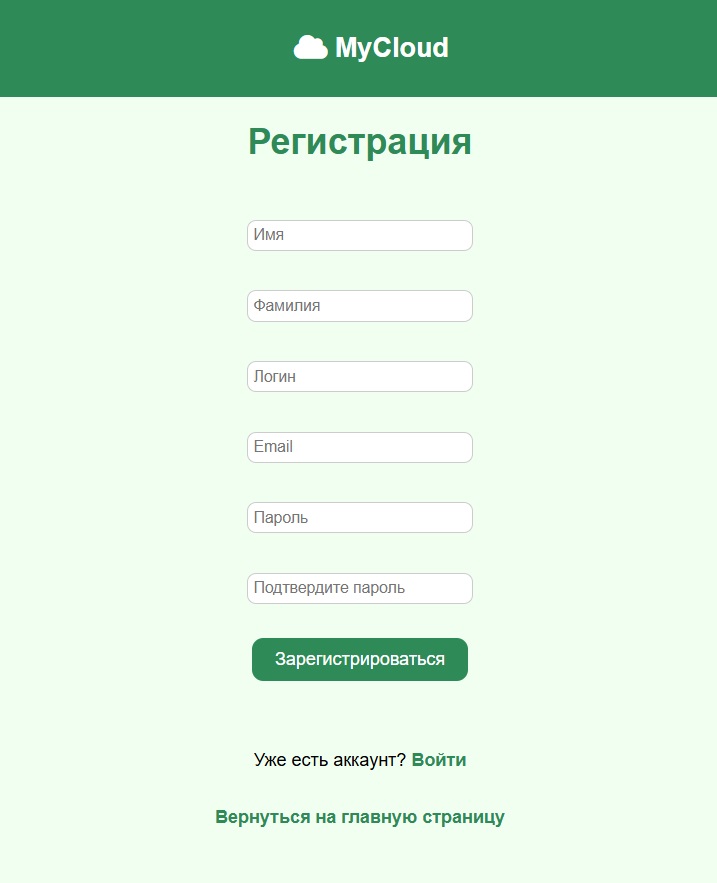 MyCloud
Регистрация
Имя
Фамилия
Логин
Email
Пароль
Подтвердите пароль
Зарегистрироваться
Уже есть аккаунт? Войти
Вернуться на главную страницу